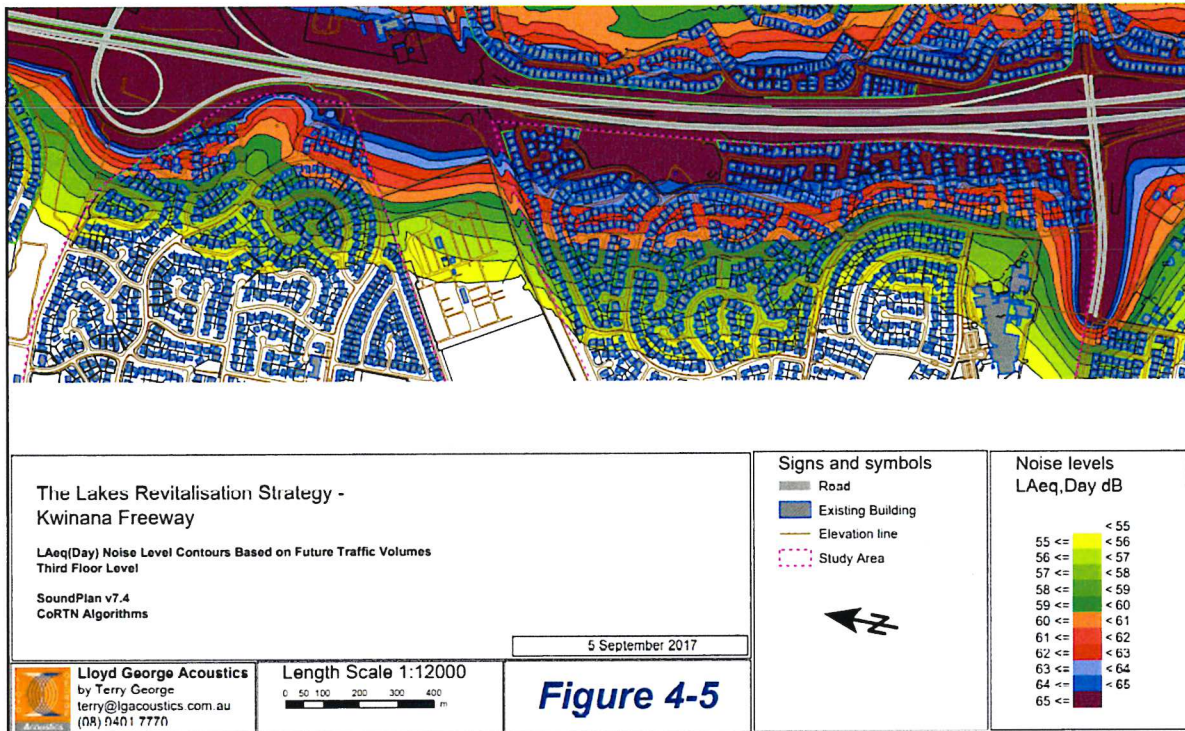 The Lakes Revitalisation Strategy -
Kwinana Freeway
LAeq(Day) Noise Level Contours Based on Future Traffic Volumes
Third Floor Level
SoundPlan v7.4
CoRTN Algorithms
5 September 2017
Lloyd George Acoustics
by Terry George
terry@lgacoustics.com.au
(08) 9401 7770
Acoustics
Length Scale 1:12000
0 50 100 200 300 400
m
Figure 4-5
Signs and symbols
Road
Existing Building
Elevation line
Study Area
N
Noise levels
LAeq,Day dB
< 55
55 <= < 56
56 <= < 57
57 <= < 58
58 <= < 59
59 <= < 60
60 <= < 61
61 <= < 62
62 <= < 63
63 <= < 64
64 <= < 65
65 <=